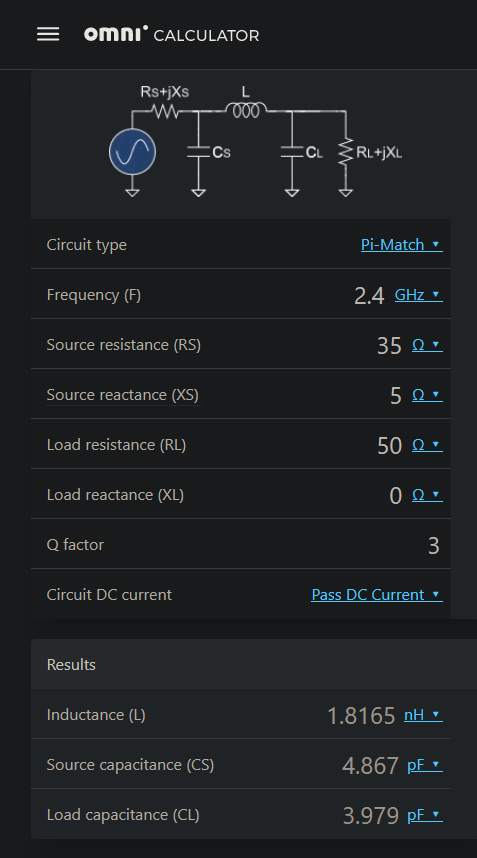 omni CALCULATOR
Rs+jXs L
Cs CL RL+jXL
Circuit type Pi-Match
Frequency (F) 2.4 GHz
Source resistance (RS) 35 Ω
Source reactance (XS) 5 Ω
Load resistance (RL) 50 Ω
Load reactance (XL) 0 Ω
Q factor 3
Circuit DC current Pass DC Current
Results
Inductance (L) 1.8165 nH
Source capacitance (CS) 4.867 pF
Load capacitance (CL) 3.979 pF